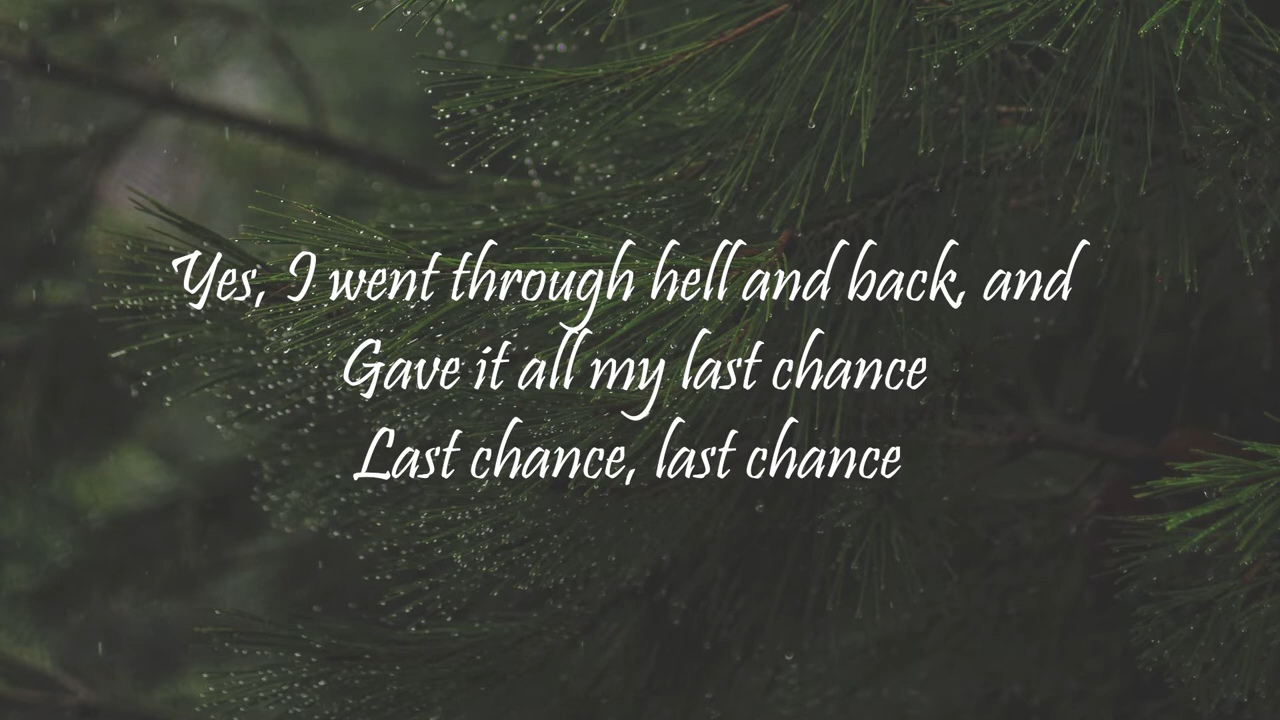 Yes, I went through hell and back, and
Gave it all my last chance
Last chance, last chance